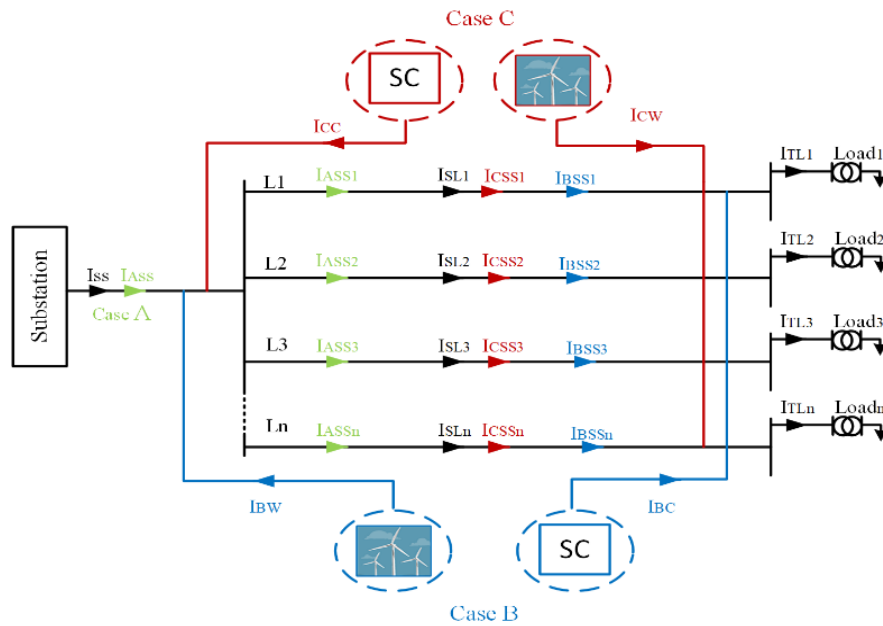 Case C
SC
ICC
ICW
L1 IASS1 ISL1 ICSS1 IBSS1 ITL1 Load1
L2 IASS2 ISL2 ICSS2 IBSS2 ITL2 Load2
Substation ISS IASS
Case A
L3 IASS3 ISL3 ICSS3 IBSS3 ITL3 Load3
Ln IASSn ISLn ICSSn IBSSn ITLn Loadn
IBW IBC
SC
Case B